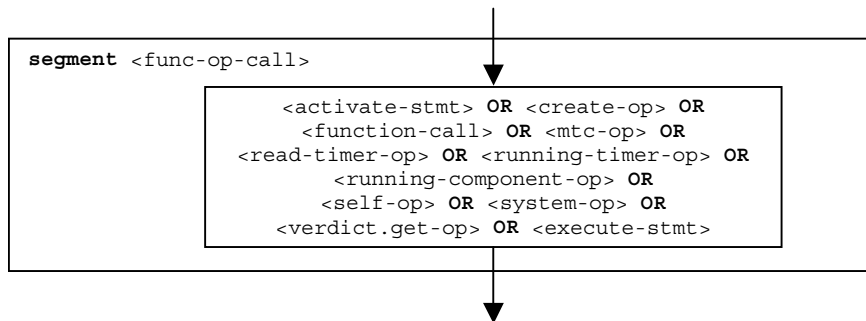 segment <func-op-call>
<activate-stmt> OR <create-op> OR
<function-call> OR <mtc-op> OR
<read-timer-op> OR <running-timer-op> OR
<running-component-op> OR
<self-op> OR <system-op> OR
<verdict.get-op> OR <execute-stmt>